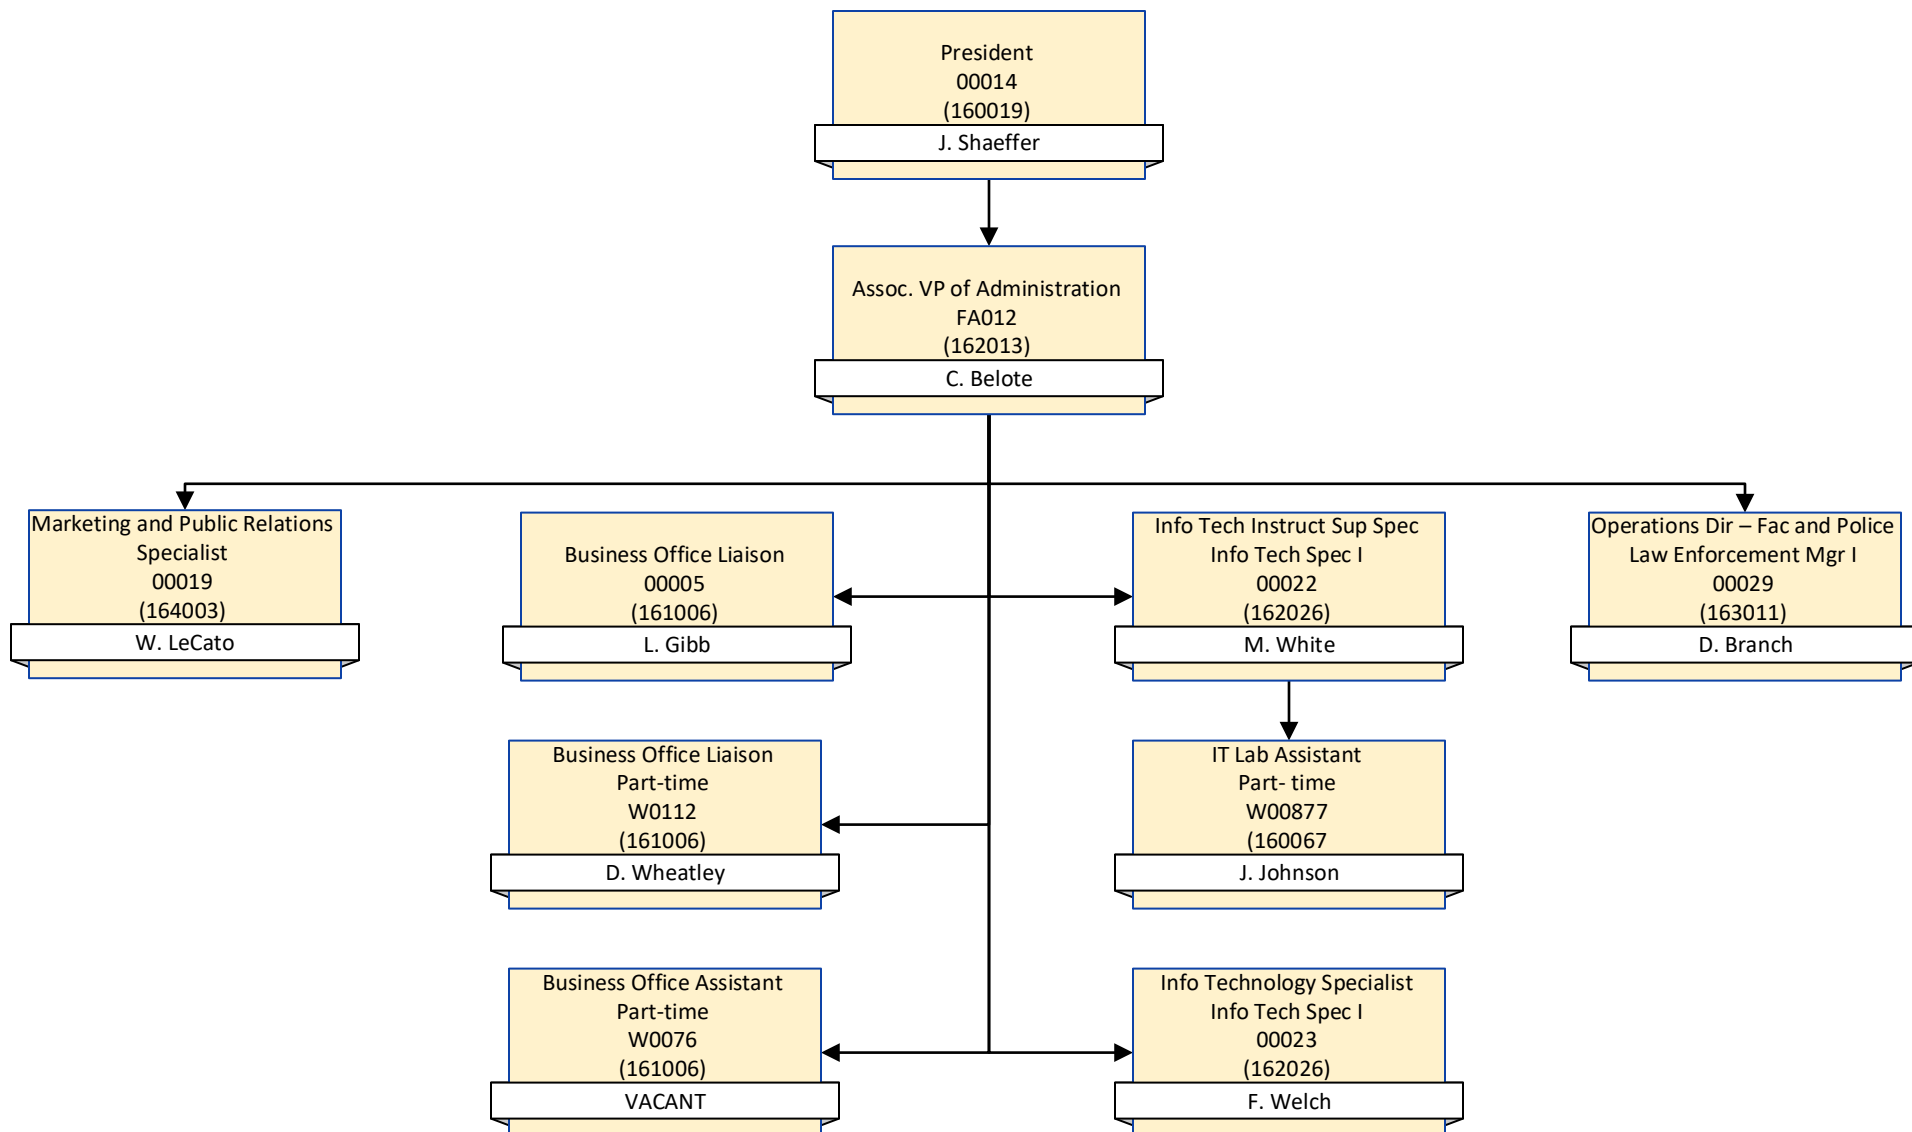 President
00014
(160019)
J. Shaeffer
Assoc. VP of Administration
FA012
(162013)
C. Belote
Marketing and Public Relations
Specialist
00019
(164003)
W. LeCato
Business Office Liaison
00005
(161006)
L. Gibb
Info Tech Instruct Sup Spec
Info Tech Spec I
00022
(162026)
M. White
Operations Dir – Fac and Police
Law Enforcement Mgr I
00029
(163011)
D. Branch
Business Office Liaison
Part-time
W0112
(161006)
D. Wheatley
IT Lab Assistant
Part- time
W00877
(160067
J. Johnson
Business Office Assistant
Part-time
W0076
(161006)
VACANT
Info Technology Specialist
Info Tech Spec I
00023
(162026)
F. Welch